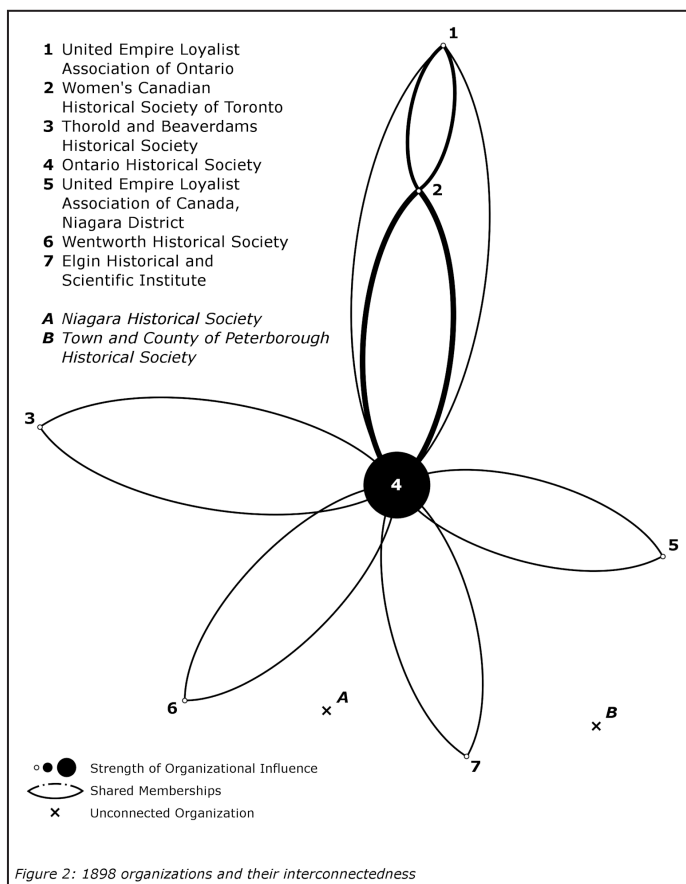 1 United Empire Loyalist
Association of Ontario
2 Women's Canadian
Historical Society of Toronto
3 Thorold and Beaverdams
Historical Society
4 Ontario Historical Society
5 United Empire Loyalist
Association of Canada,
Niagara District
6 Wentworth Historical Society
7 Elgin Historical and
Scientific Institute
A Niagara Historical Society
B Town and County of Peterborough
Historical Society
1
2
3
4
5
6
A
B
7
Strength of Organizational Influence
Shared Memberships
Unconnected Organization
Figure 2: 1898 organizations and their interconnectedness